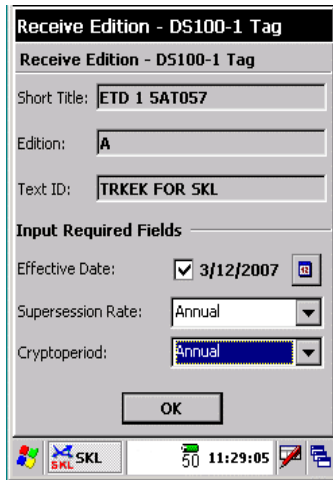 Receive Edition - DS100-1 Tag
Receive Edition - DS100-1 Tag
Short Title: ETD 1 5AT057
Edition: A
Text ID: TRKEK FOR SKL
Input Required Fields
Effective Date: 3/12/2007 12
Supersession Rate: Annual
Cryptoperiod: Annual
OK
SKL SKL 50 11:29:05